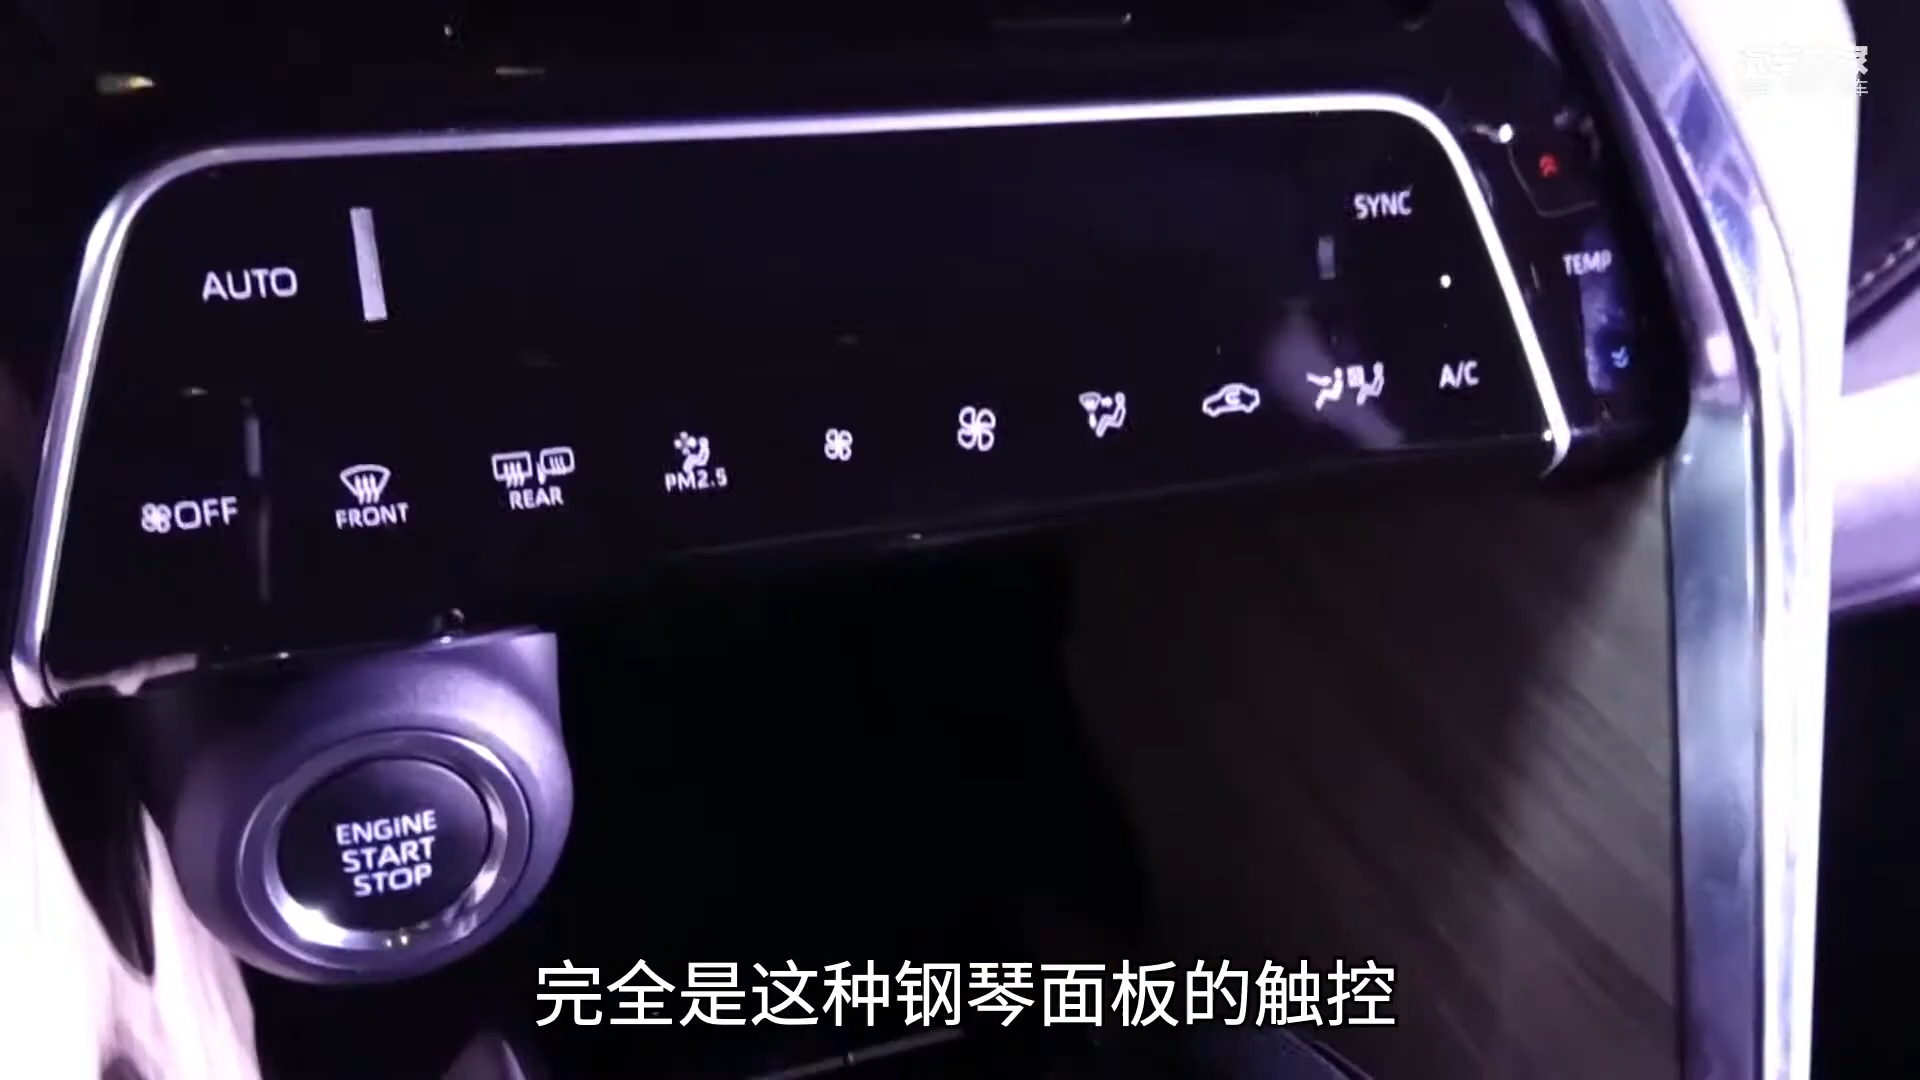 SYNC
TEMP
AUTO
A/C
OFF
FRONT
REAR
PM2.5
ENGINE
START
STOP
完全是这种钢琴面板的触控